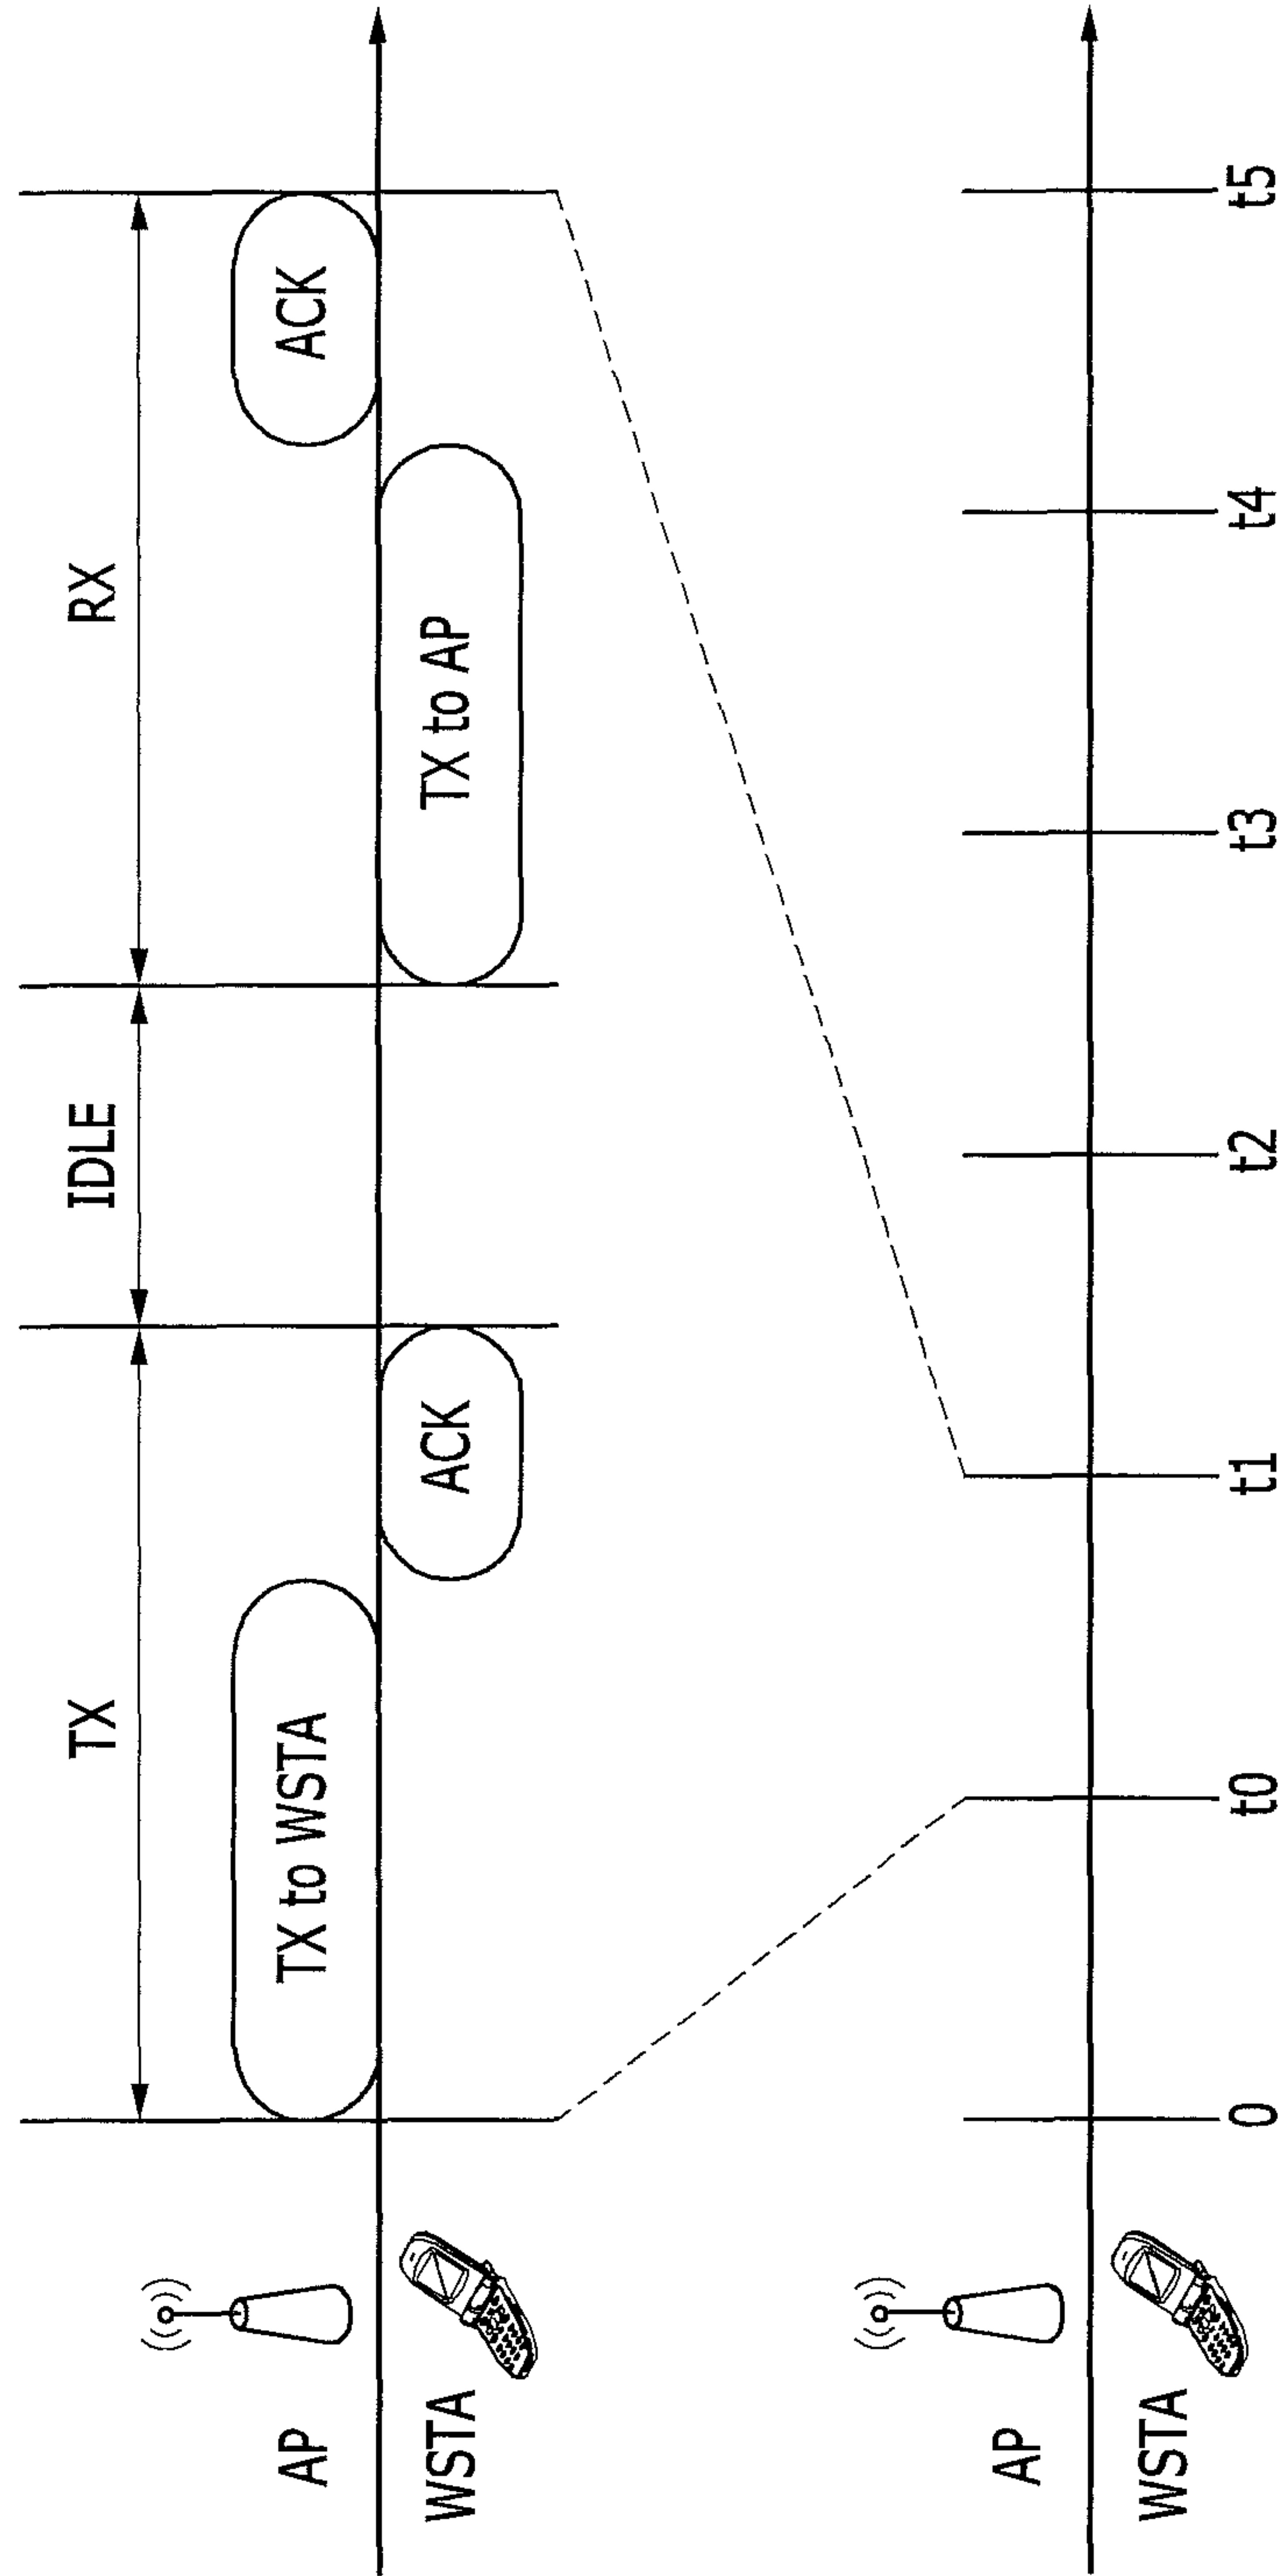 TX
IDLE
RX
AP
TX to WSTA
ACK
WSTA
ACK
TX to AP
AP
WSTA
0
t0
t1
t2
t3
t4
t5